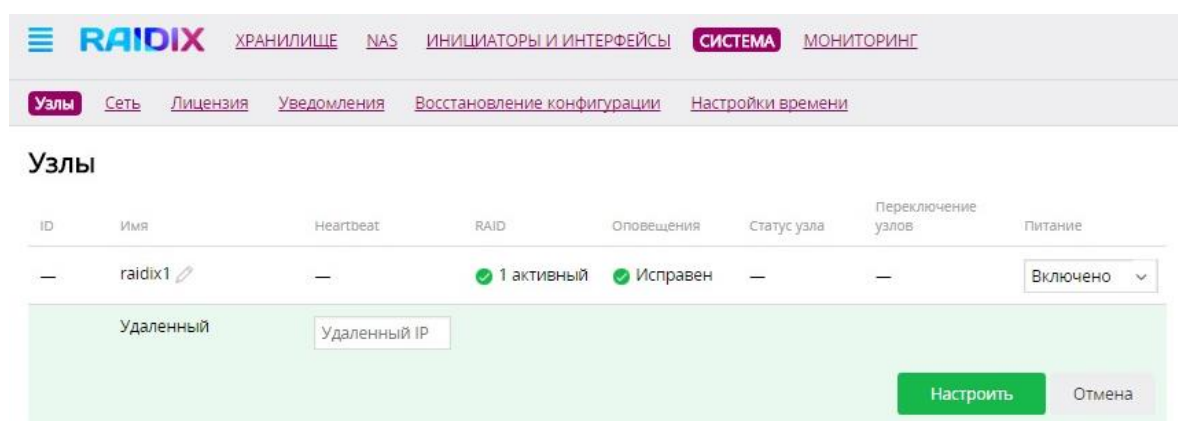 RAIDIX ХРАНИЛИЩЕ NAS ИНИЦИАТОРЫ И ИНТЕРФЕЙСЫ СИСТЕМА МОНИТОРИНГ
Узлы Сеть Лицензия Уведомления Восстановление конфигурации Настройки времени
Узлы
ID Имя Heartbeat RAID Оповещения Статус узла Переключение узлов Питание
— raidix1 — 1 активный Исправен — — Включено
Удаленный Удаленный IP
Настроить Отмена